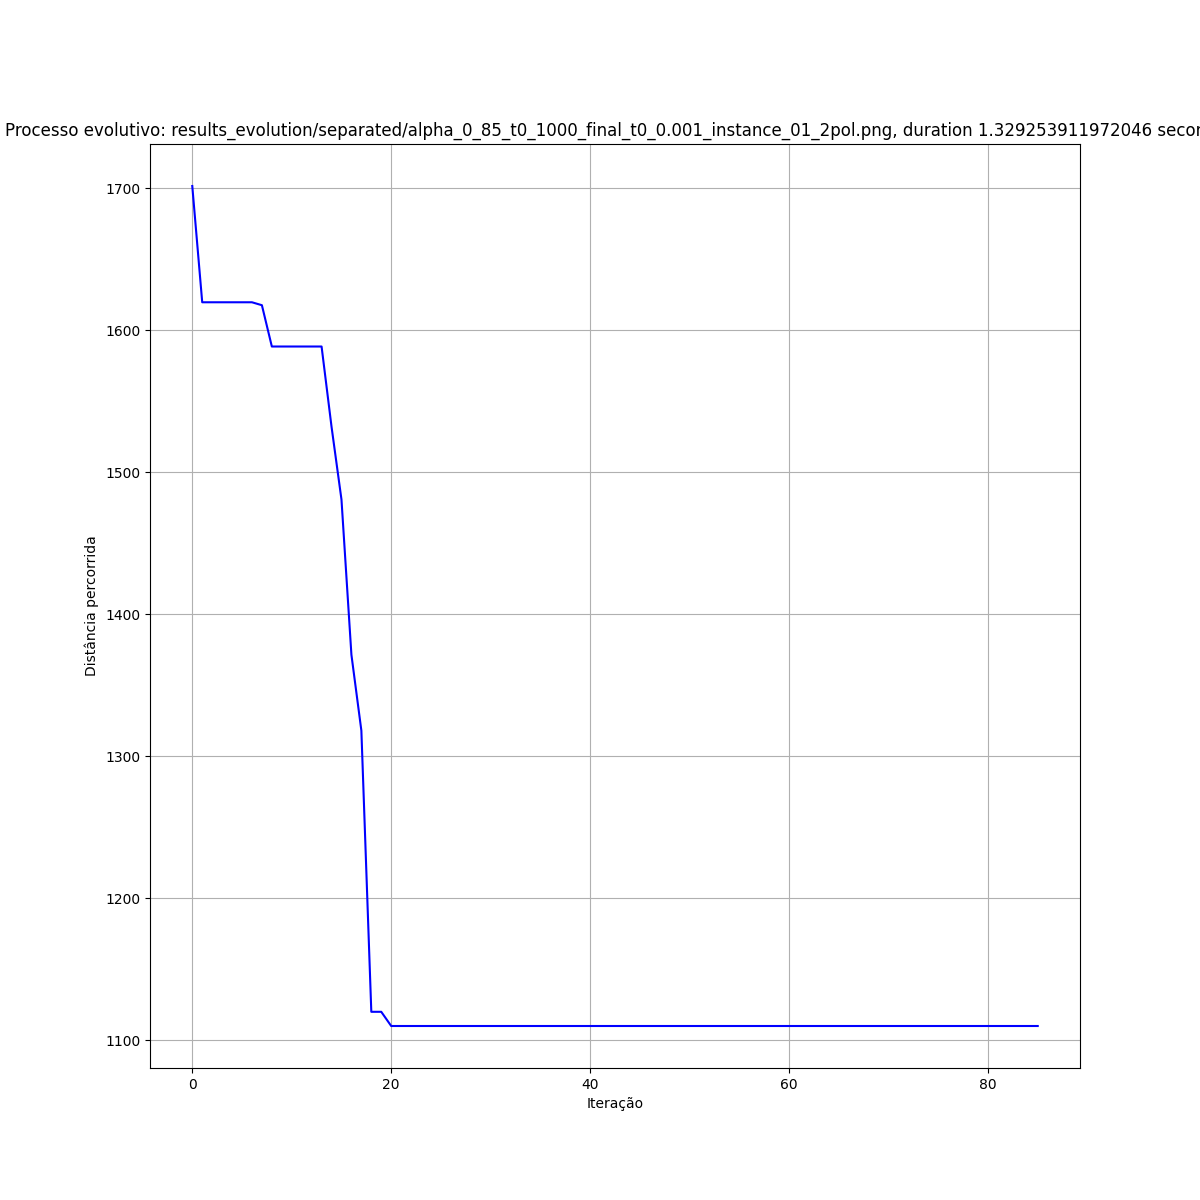 Processo evolutivo: results_evolution/separated/alpha_0_85_t0_1000_final_t0_0.001_instance_01_2pol.png, duration 1.329253911972046
1700
1600
1500
1400
1300
1200
1100
Distância percorrida
0 20 40 60 80
Iteração